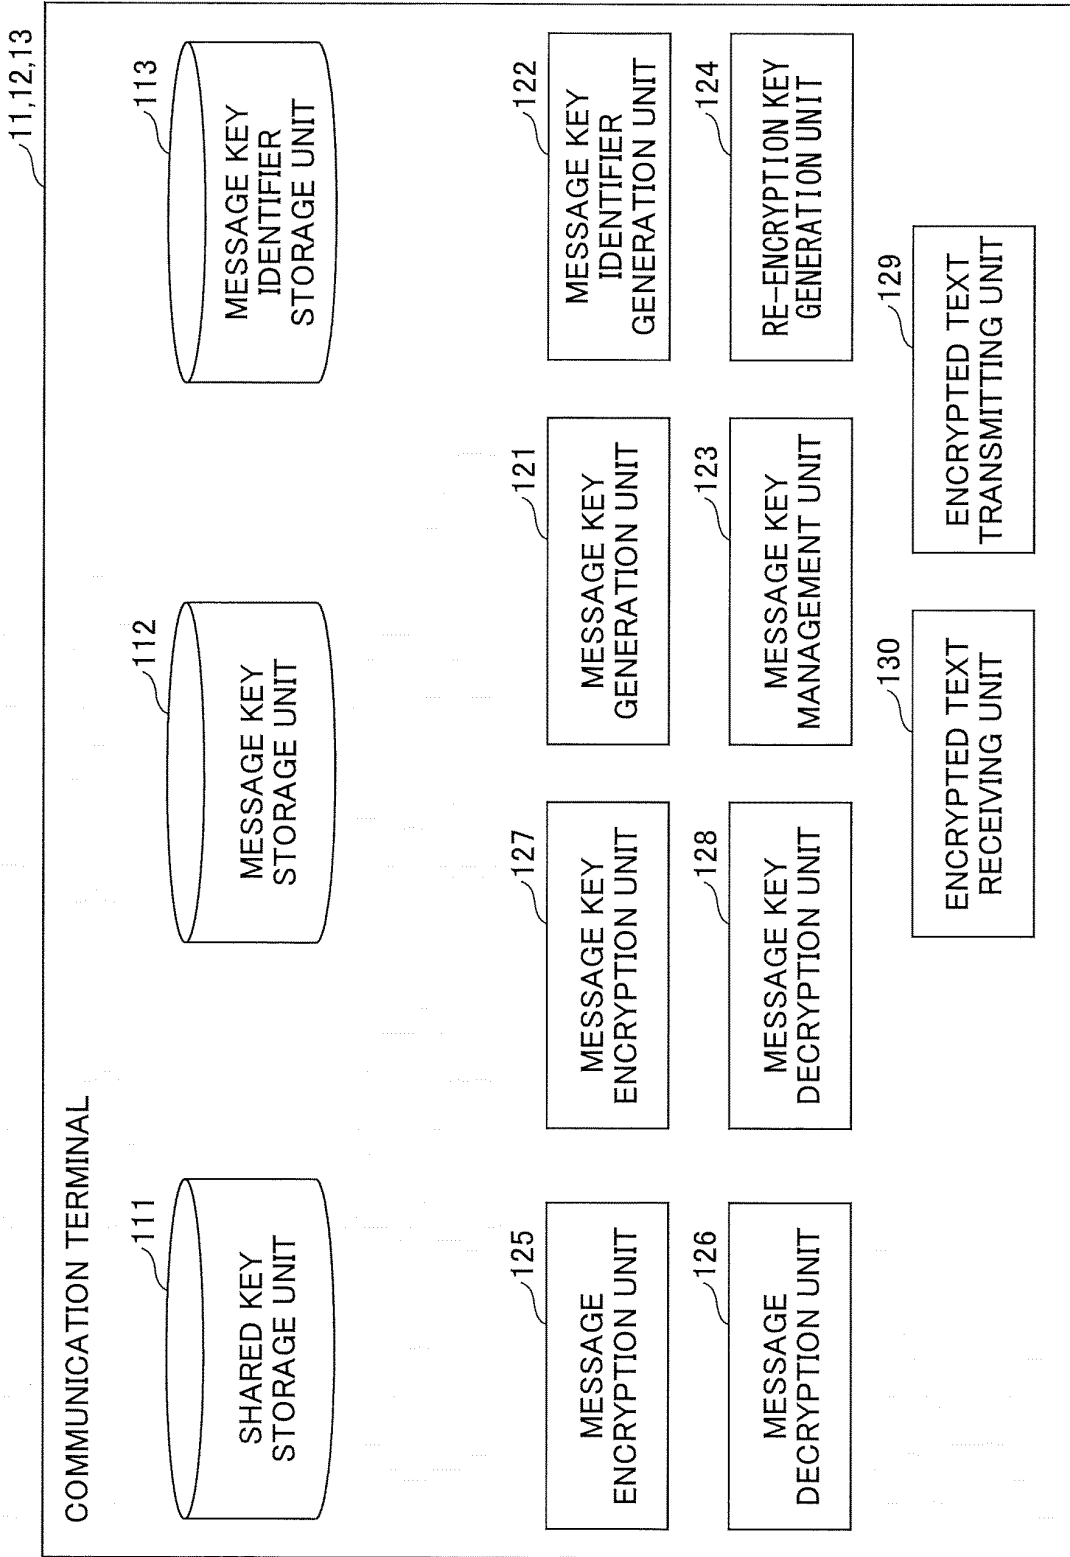 11,12,13
COMMUNICATION TERMINAL
111
SHARED KEY
STORAGE UNIT
112
MESSAGE KEY
STORAGE UNIT
113
MESSAGE KEY
IDENTIFIER
STORAGE UNIT
125
MESSAGE
ENCRYPTION UNIT
127
MESSAGE KEY
ENCRYPTION UNIT
121
MESSAGE KEY
GENERATION UNIT
122
MESSAGE KEY
IDENTIFIER
GENERATION UNIT
126
MESSAGE
DECRYPTION UNIT
128
MESSAGE KEY
DECRYPTION UNIT
123
MESSAGE KEY
MANAGEMENT UNIT
124
RE-ENCRYPTION KEY
GENERATION UNIT
130
ENCRYPTED TEXT
RECEIVING UNIT
129
ENCRYPTED TEXT
TRANSMITTING UNIT